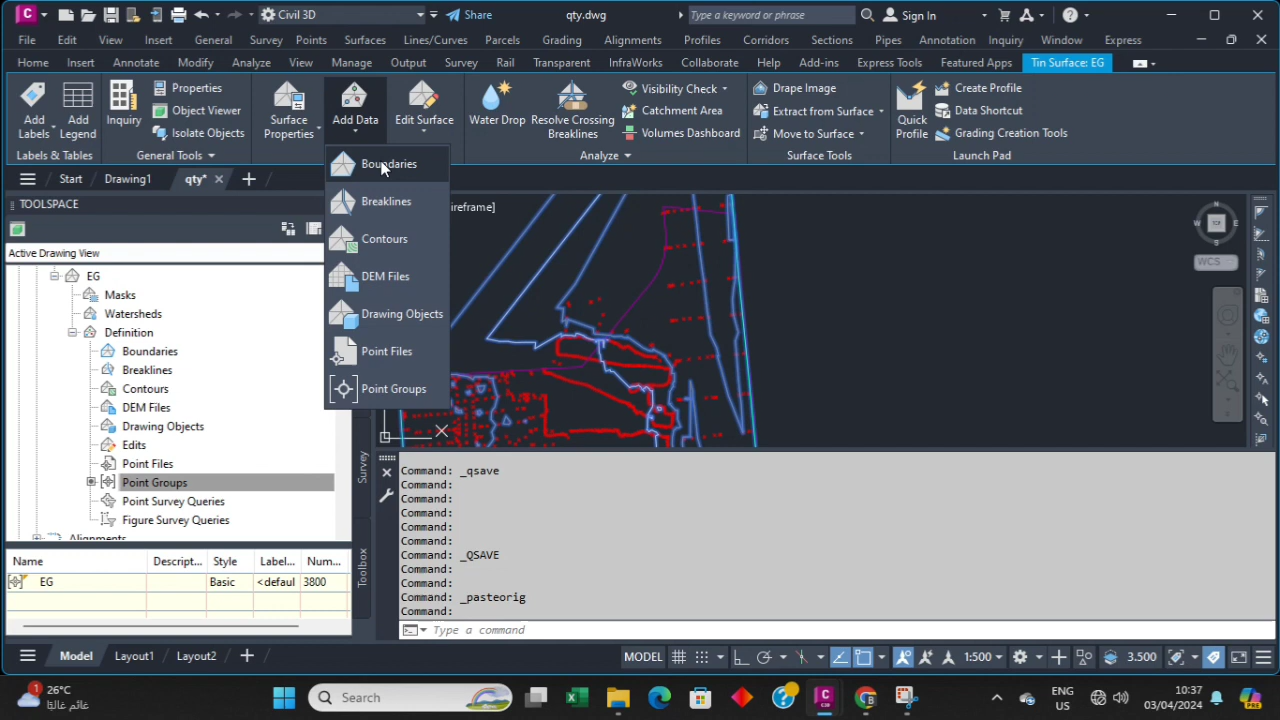 Civil 3D
Share
qty.dwg
Type a keyword or phrase
Sign In
File Edit View Insert General Survey Points Surfaces Lines/Curves Parcels Grading Alignments Profiles Corridors Sections Pipes Annotation Inquiry Window Express
Home Insert Annotate Modify Analyze View Manage Output Survey Rail Transparent InfraWorks Collaborate Help Add-ins Express Tools Featured Apps Tin Surface: EG
Add Labels
Add Legend
Labels & Tables
Inquiry
Properties
Object Viewer
Isolate Objects
General Tools
Surface Properties
Add Data
Edit Surface
Water Drop
Resolve Crossing Breaklines
Visibility Check
Catchment Area
Volumes Dashboard
Analyze
Drape Image
Extract from Surface
Move to Surface
Surface Tools
Quick Profile
Create Profile
Data Shortcut
Grading Creation Tools
Launch Pad
Start Drawing1 qty*
Boundaries
Breaklines
Contours
DEM Files
Drawing Objects
Point Files
Point Groups
TOOLSPACE
Active Drawing View
EG
Masks
Watersheds
Definition
Boundaries
Breaklines
Contours
DEM Files
Drawing Objects
Edits
Point Files
Point Groups
Point Survey Queries
Figure Survey Queries
Alignments
Name Descript... Style Label... Num...
EG Basic <defaul 3800
Survey
Toolbox
ireframe]
N
W
E
S
WCS
Command: _qsave
Command:
Command:
Command:
Command:
Command:
Command: _QSAVE
Command:
Command:
Command: _pasteorig
Command:
Type a command
Model Layout1 Layout2
MODEL
1:500
3.500
1
26°C
غائم غالبًا
Search
ENG
US
10:37
03/04/2024
PRE